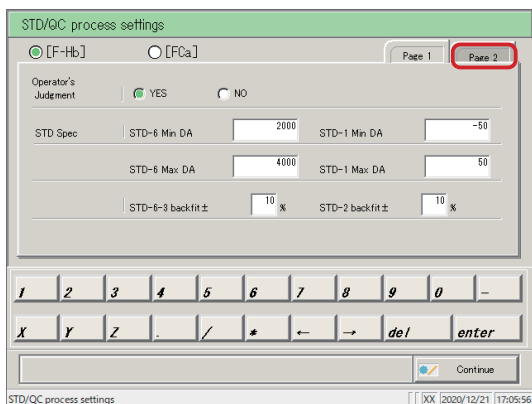 STD/QC process settings
[F-Hb] [FCa] Page 1 Page 2
Operator's
Judgment YES NO
STD Spec STD-6 Min DA 2000 STD-1 Min DA -50
STD-6 Max DA 4000 STD-1 Max DA 50
STD-6-3 backfit± 10 % STD-2 backfit± 10 %
1 2 3 4 5 6 7 8 9 0 -
X Y Z . / * ← → del enter
Continue
STD/QC process settings XX 2020/12/21 17:05:56